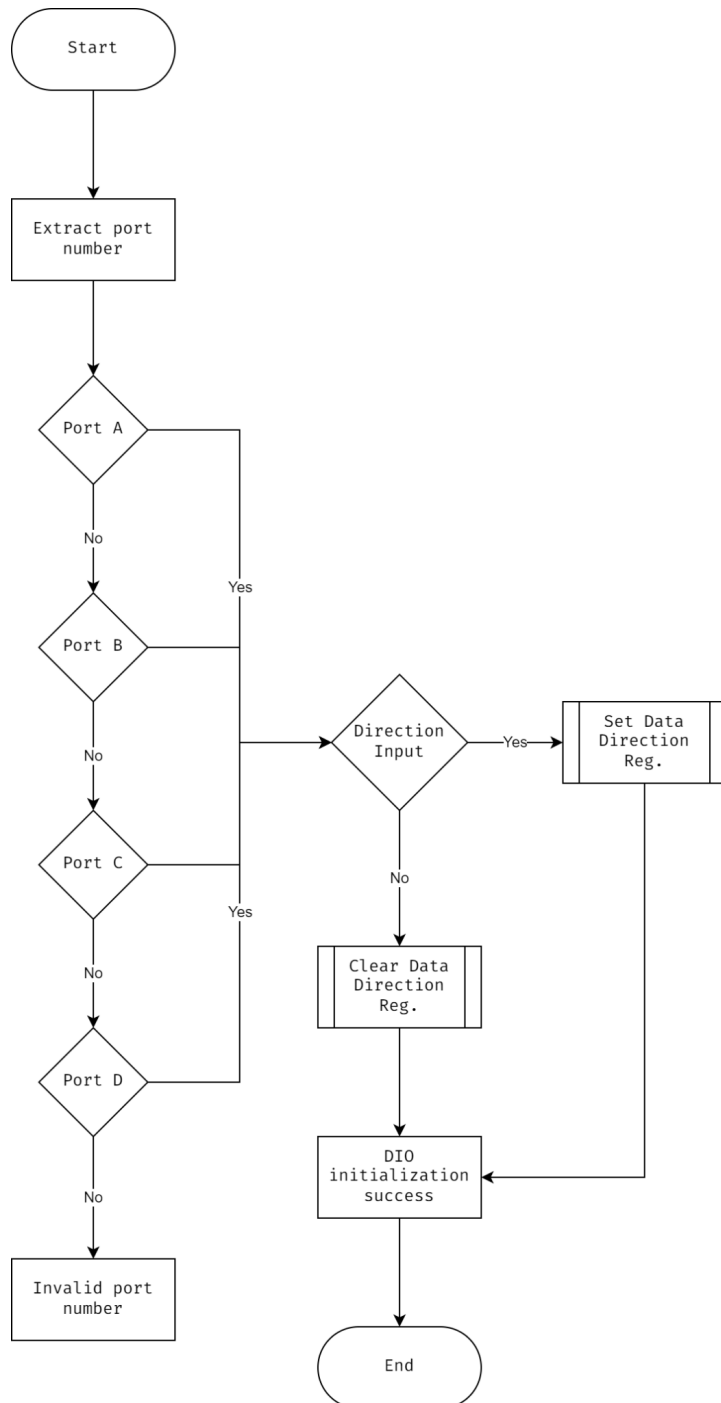 Start
Extract port
number
Port A
No
Yes
Port B
No
Port C
Yes
No
Port D
No
Invalid port
number
Direction
Input
Yes
Set Data
Direction
Reg.
No
Clear Data
Direction
Reg.
DIO
initialization
success
End